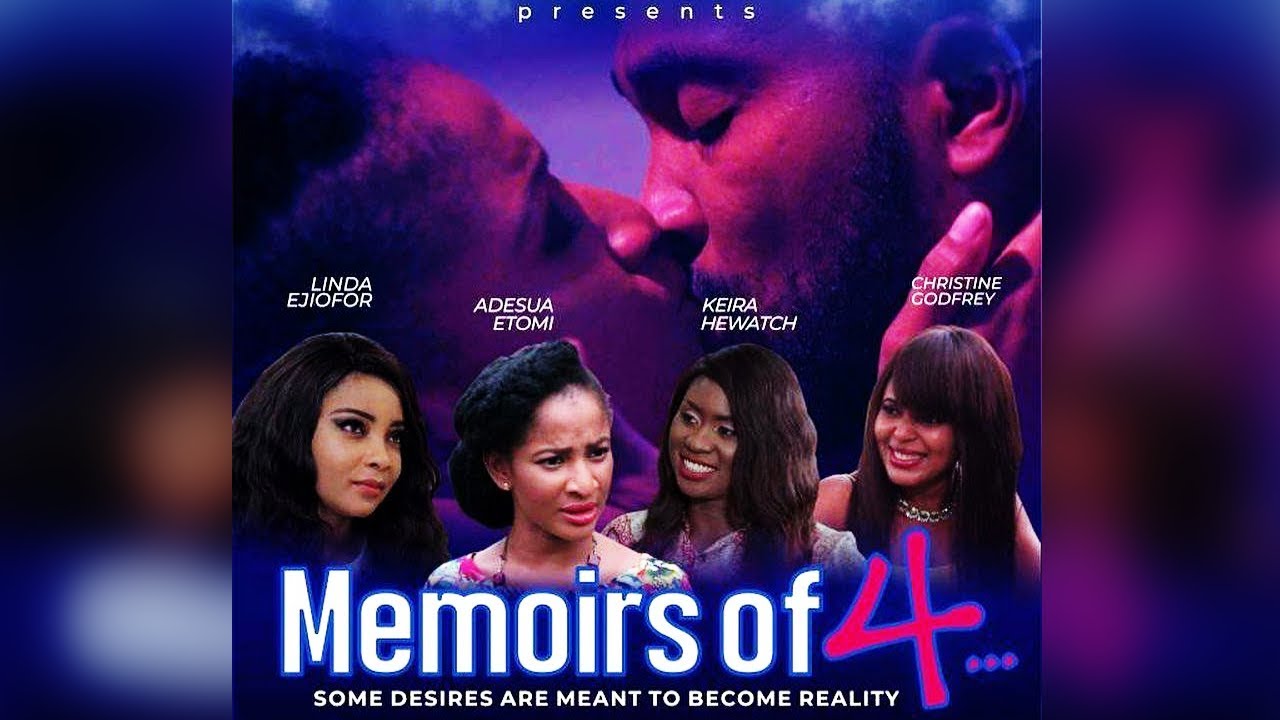 presents
LINDA
EJIOFOR
ADESUA
ETOMI
KEIRA
HEWATCH
CHRISTINE
GODFREY
Memoirs of 4...
SOME DESIRES ARE MEANT TO BECOME REALITY